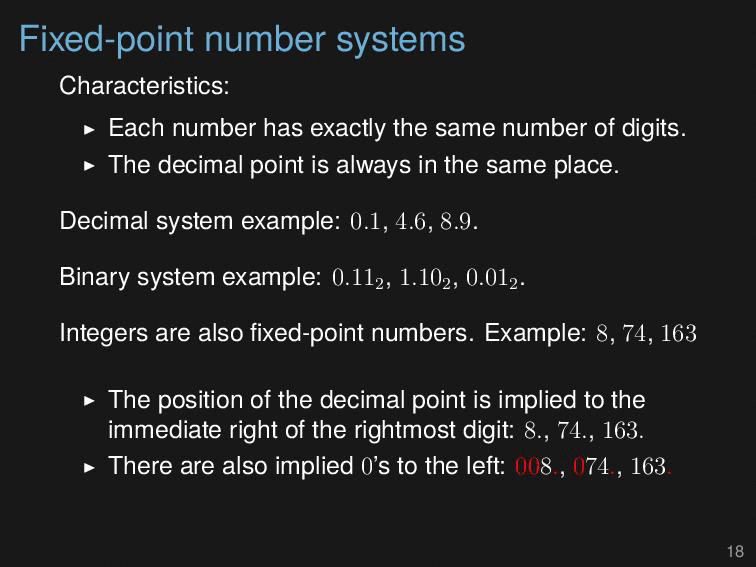 Fixed-point number systems
Characteristics:
▶ Each number has exactly the same number of digits.
▶ The decimal point is always in the same place.
Decimal system example: 0.1, 4.6, 8.9.
Binary system example: 0.11₂, 1.10₂, 0.01₂.
Integers are also fixed-point numbers. Example: 8, 74, 163
▶ The position of the decimal point is implied to the
immediate right of the rightmost digit: 8., 74., 163.
▶ There are also implied 0’s to the left: 008., 074., 163.
18